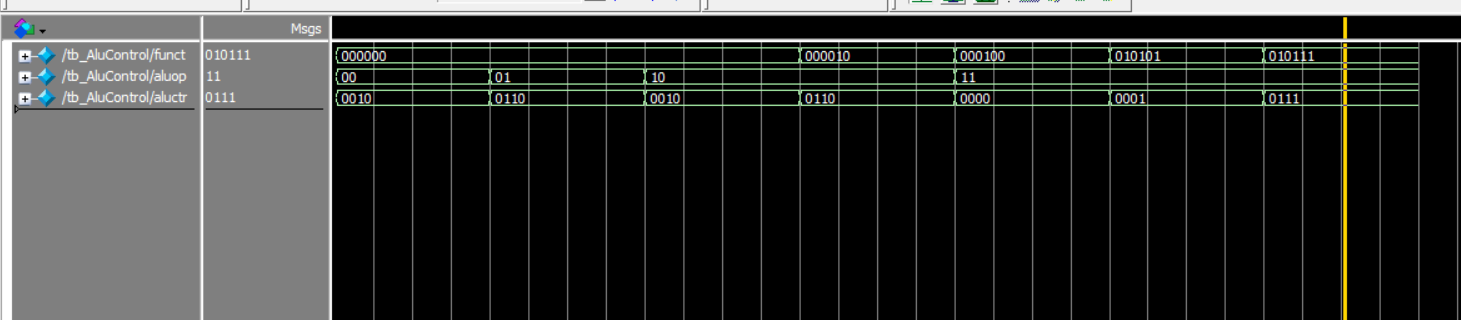 Msgs
/tb_AluControl/funct 010111 000000 000010 000100 010101 010111
/tb_AluControl/aluop 11 00 01 10 11
/tb_AluControl/aluctr 0111 0010 0110 0010 0110 0000 0001 0111